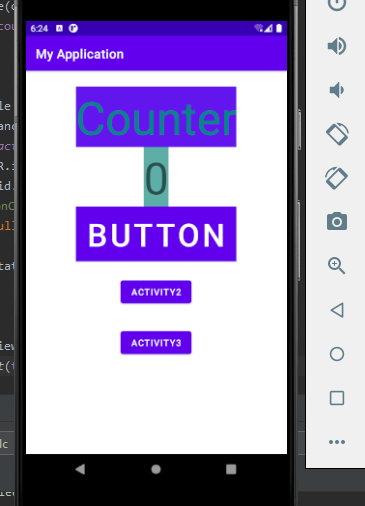 6:24
My Application
Counter
0
BUTTON
ACTIVITY2
ACTIVITY3